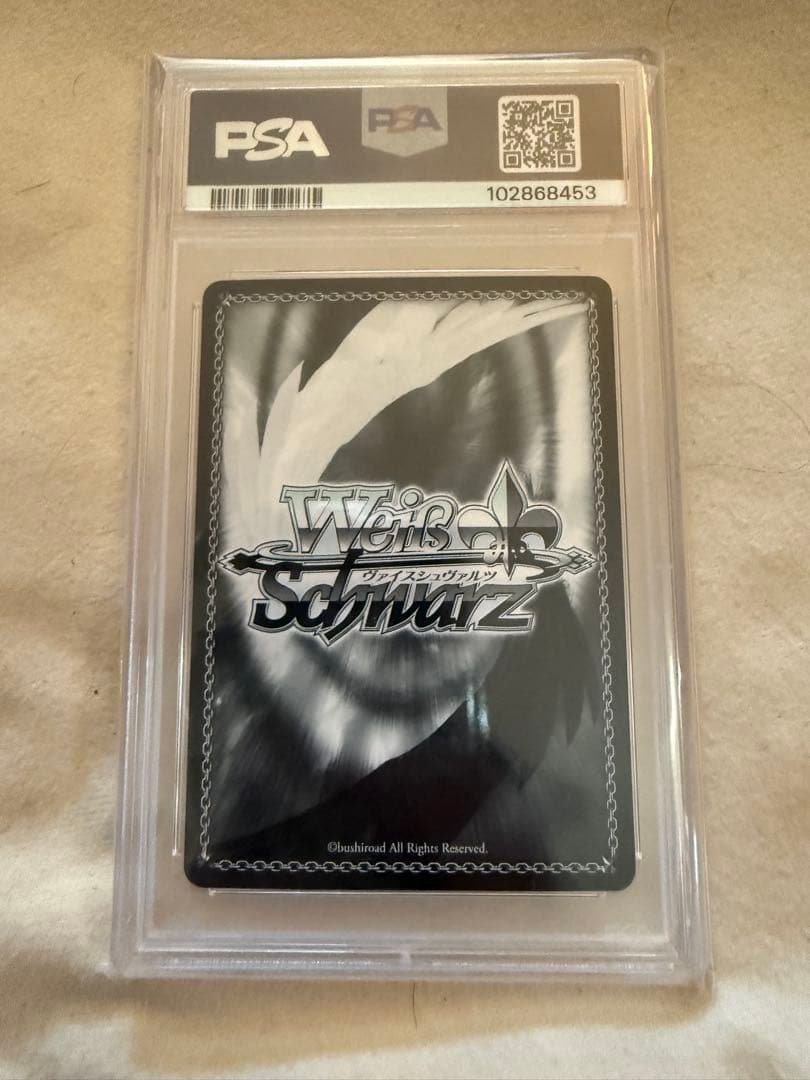 PSA
PSA
102868453
Weiß
ヴァイスシュヴァルツ
Schwarz
©bushiroad All Rights Reserved.